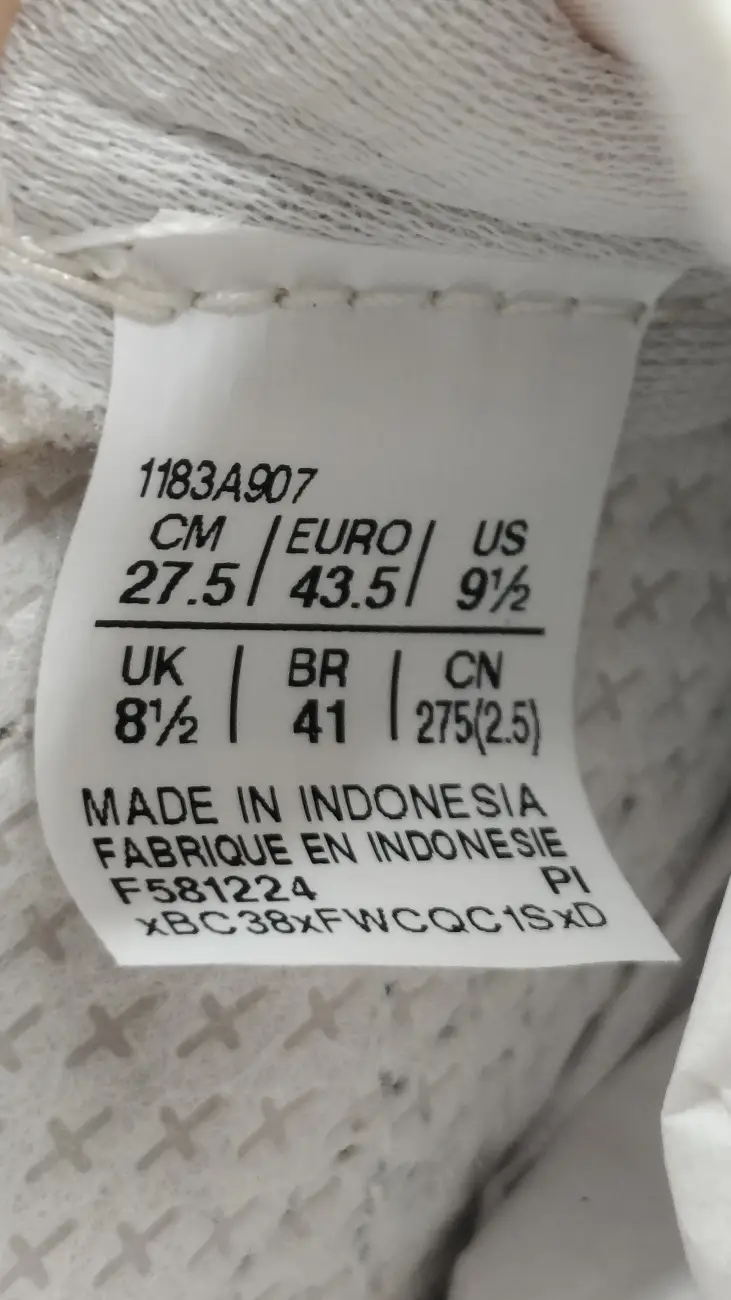 1183A907
CM / EURO / US
27.5 / 43.5 / 9½
UK | BR | CN
8½ | 41 | 275(2.5)
MADE IN INDONESIA
FABRIQUE EN INDONESIE
F581224 PI
xBC38xFWCQC1SxD